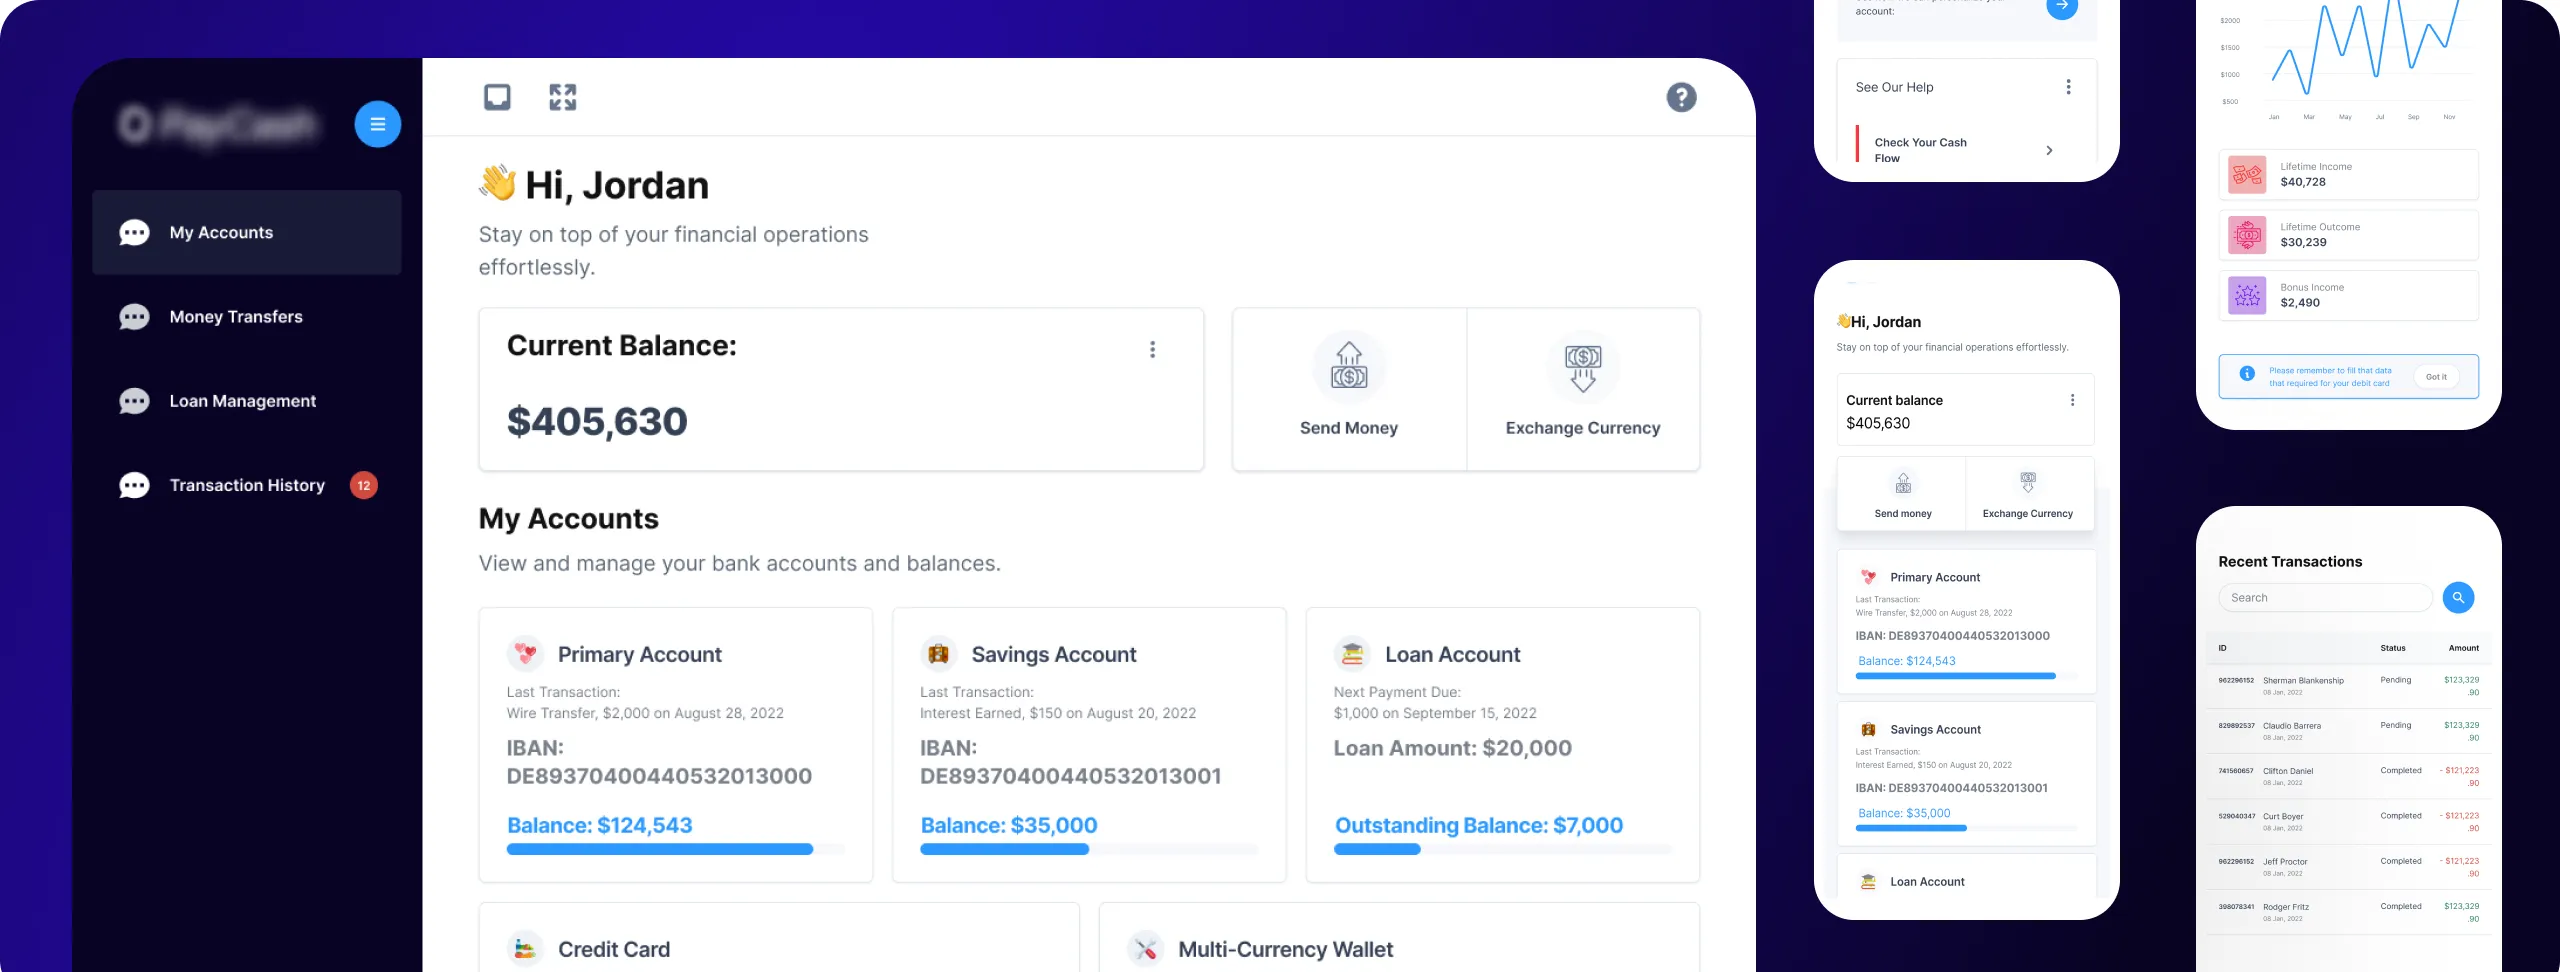 PayCash
My Accounts
Money Transfers
Loan Management
Transaction History 12
Hi, Jordan
Stay on top of your financial operations
effortlessly.
Current Balance:
$405,630
Send Money
Exchange Currency
My Accounts
View and manage your bank accounts and balances.
Primary Account
Last Transaction:
Wire Transfer, $2,000 on August 28, 2022
IBAN:
DE89370400440532013000
Balance: $124,543
Savings Account
Last Transaction:
Interest Earned, $150 on August 20, 2022
IBAN:
DE89370400440532013001
Balance: $35,000
Loan Account
Next Payment Due:
$1,000 on September 15, 2022
Loan Amount: $20,000
Outstanding Balance: $7,000
Credit Card
Multi-Currency Wallet
account:
See Our Help
Check Your Cash
Flow
Hi, Jordan
Stay on top of your financial operations effortlessly.
Current balance
$405,630
Send money
Exchange Currency
Primary Account
Last Transaction:
Wire Transfer, $2,000 on August 28, 2022
IBAN: DE89370400440532013000
Balance: $124,543
Savings Account
Last Transaction:
Interest Earned, $150 on August 20, 2022
IBAN: DE89370400440532013001
Balance: $35,000
Loan Account
$2000
$1500
$1000
$500
Jan Mar May Jul Sep Nov
Lifetime Income
$40,728
Lifetime Outcome
$30,239
Bonus Income
$2,490
Please remember to fill that data
that required for your debit card
Got it
Recent Transactions
Search
ID Status Amount
962296152 Sherman Blankenship Pending $123,329
08 Jan, 2022 .90
829892537 Claudio Barrera Pending $123,329
08 Jan, 2022 .90
741560657 Clifton Daniel Completed - $121,223
08 Jan, 2022 .90
529040347 Curt Boyer Completed - $121,223
08 Jan, 2022 .90
962296152 Jeff Proctor Completed - $121,223
08 Jan, 2022 .90
398078341 Rodger Fritz Completed $123,329
08 Jan, 2022 .90